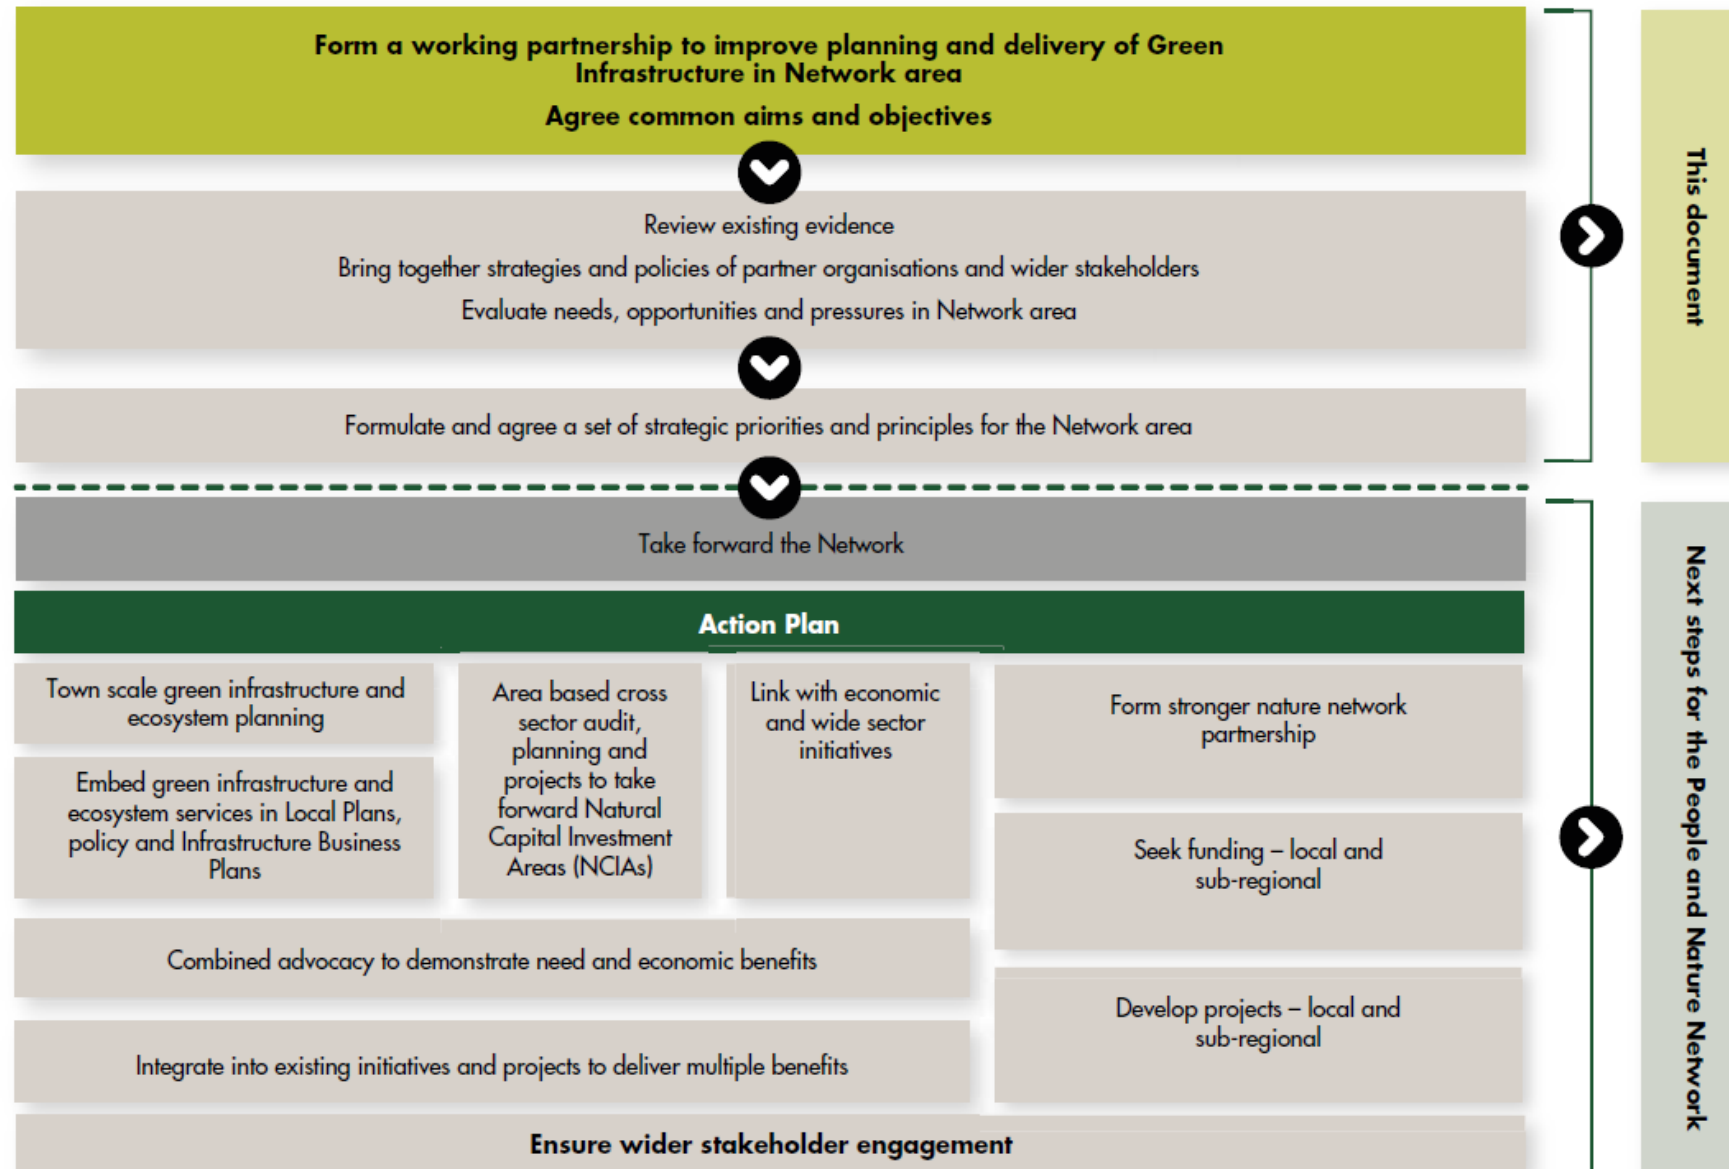 Form a working partnership to improve planning and delivery of Green
Infrastructure in Network area
Agree common aims and objectives
Review existing evidence
Bring together strategies and policies of partner organisations and wider stakeholders
Evaluate needs, opportunities and pressures in Network area
Formulate and agree a set of strategic priorities and principles for the Network area
This document
Take forward the Network
Action Plan
Town scale green infrastructure and
ecosystem planning
Embed green infrastructure and
ecosystem services in Local Plans,
policy and Infrastructure Business
Plans
Area based cross
sector audit,
planning and
projects to take
forward Natural
Capital Investment
Areas (NCIAs)
Link with economic
and wide sector
initiatives
Form stronger nature network
partnership
Seek funding – local and
sub-regional
Develop projects – local and
sub-regional
Combined advocacy to demonstrate need and economic benefits
Integrate into existing initiatives and projects to deliver multiple benefits
Ensure wider stakeholder engagement
Next steps for the People and Nature Network